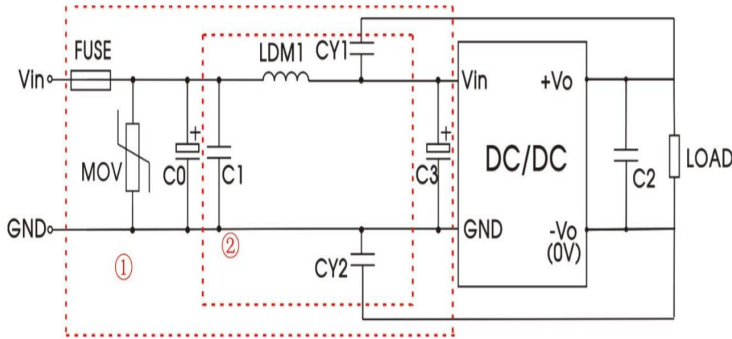 FUSE
LDM1
CY1
Vin
Vin
+Vo
MOV
C0
+
C1
C3
+
DC/DC
C2
LOAD
GND
①
②
CY2
GND
-Vo
(0V)